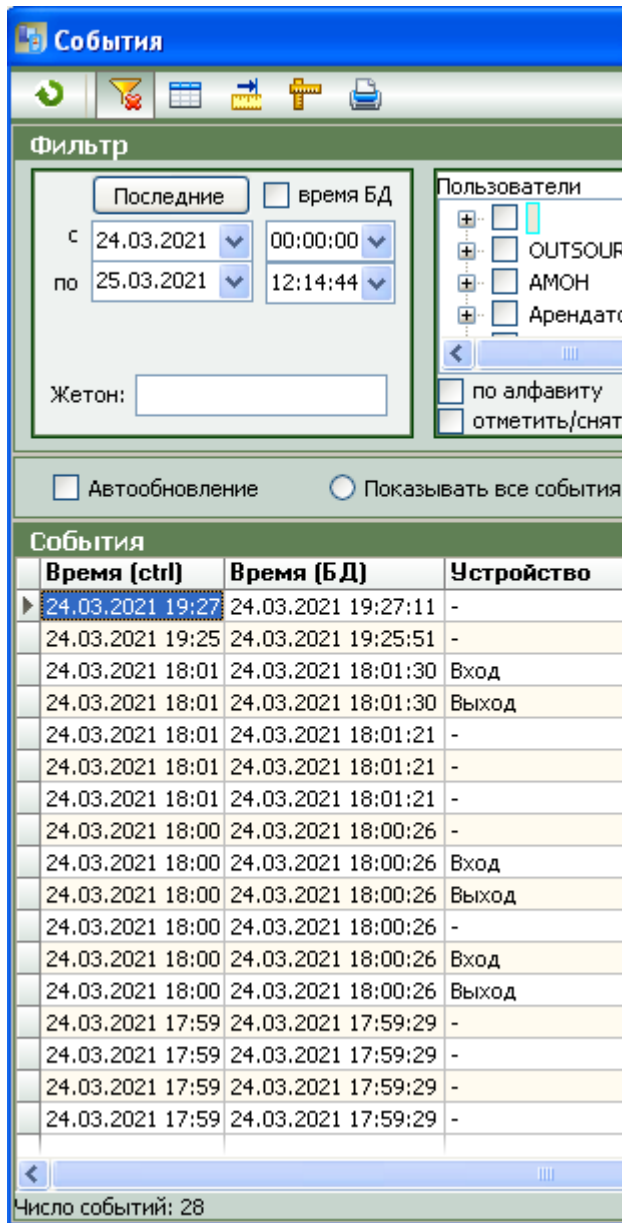 События
Фильтр
Последние
время БД
с 24.03.2021 00:00:00
по 25.03.2021 12:14:44
Жетон:
Пользователи
OUTSOUR
АМОН
Арендато
по алфавиту
отметить/снят
Автообновление
Показывать все события
События
Время (ctrl) Время (БД) Устройство
24.03.2021 19:27 24.03.2021 19:27:11 -
24.03.2021 19:25 24.03.2021 19:25:51 -
24.03.2021 18:01 24.03.2021 18:01:30 Вход
24.03.2021 18:01 24.03.2021 18:01:30 Выход
24.03.2021 18:01 24.03.2021 18:01:21 -
24.03.2021 18:01 24.03.2021 18:01:21 -
24.03.2021 18:01 24.03.2021 18:01:21 -
24.03.2021 18:00 24.03.2021 18:00:26 -
24.03.2021 18:00 24.03.2021 18:00:26 Вход
24.03.2021 18:00 24.03.2021 18:00:26 Выход
24.03.2021 18:00 24.03.2021 18:00:26 -
24.03.2021 18:00 24.03.2021 18:00:26 Вход
24.03.2021 18:00 24.03.2021 18:00:26 Выход
24.03.2021 17:59 24.03.2021 17:59:29 -
24.03.2021 17:59 24.03.2021 17:59:29 -
24.03.2021 17:59 24.03.2021 17:59:29 -
24.03.2021 17:59 24.03.2021 17:59:29 -
Число событий: 28